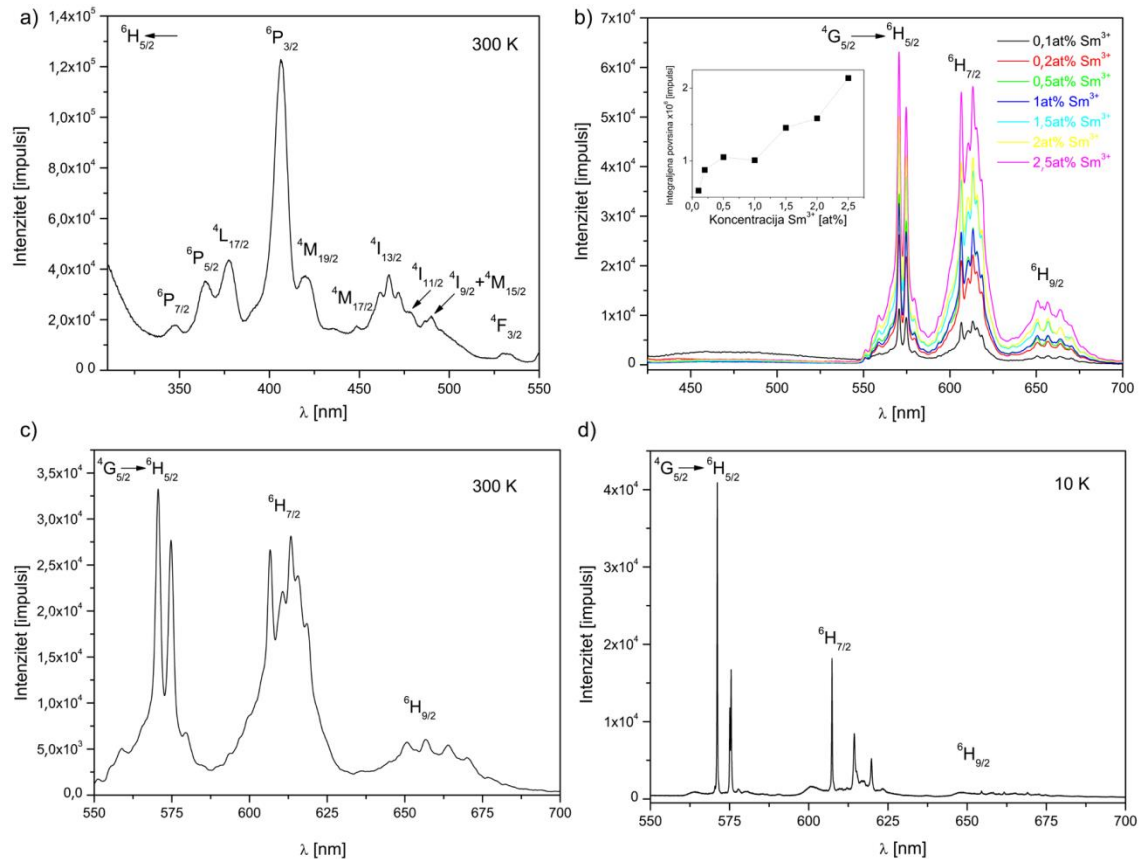 a)
⁶H₅/₂
⁶P₃/₂
300 K
⁶P₇/₂
⁶P₅/₂
⁴L₁₇/₂
⁴M₁₉/₂
⁴M₁₇/₂
⁴I₁₃/₂
⁴I₁₁/₂
⁴I₉/₂+⁴M₁₅/₂
⁴F₃/₂
Intenzitet [impulsi]
1,4x10⁵
1,2x10⁵
1,0x10⁵
8,0x10⁴
6,0x10⁴
4,0x10⁴
2,0x10⁴
0,0
350 400 450 500 550
λ [nm]
b)
⁴G₅/₂ → ⁶H₅/₂
⁶H₇/₂
⁶H₉/₂
0,1at% Sm³⁺
0,2at% Sm³⁺
0,5at% Sm³⁺
1at% Sm³⁺
1,5at% Sm³⁺
2at% Sm³⁺
2,5at% Sm³⁺
Integraljena povrsina x10⁶ [impulsi]
2
1
0,0 0,5 1,0 1,5 2,0 2,5
Koncentracija Sm³⁺ [at%]
Intenzitet [impulsi]
7x10⁴
6x10⁴
5x10⁴
4x10⁴
3x10⁴
2x10⁴
1x10⁴
0
450 500 550 600 650 700
λ [nm]
c)
⁴G₅/₂ → ⁶H₅/₂
300 K
⁶H₇/₂
⁶H₉/₂
Intenzitet [impulsi]
3,5x10⁴
3,0x10⁴
2,5x10⁴
2,0x10⁴
1,5x10⁴
1,0x10⁴
5,0x10³
0,0
550 575 600 625 650 675 700
λ [nm]
d)
⁴G₅/₂ → ⁶H₅/₂
10 K
⁶H₇/₂
⁶H₉/₂
Intenzitet [impulsi]
4x10⁴
3x10⁴
2x10⁴
1x10⁴
0
550 575 600 625 650 675 700
λ [nm]